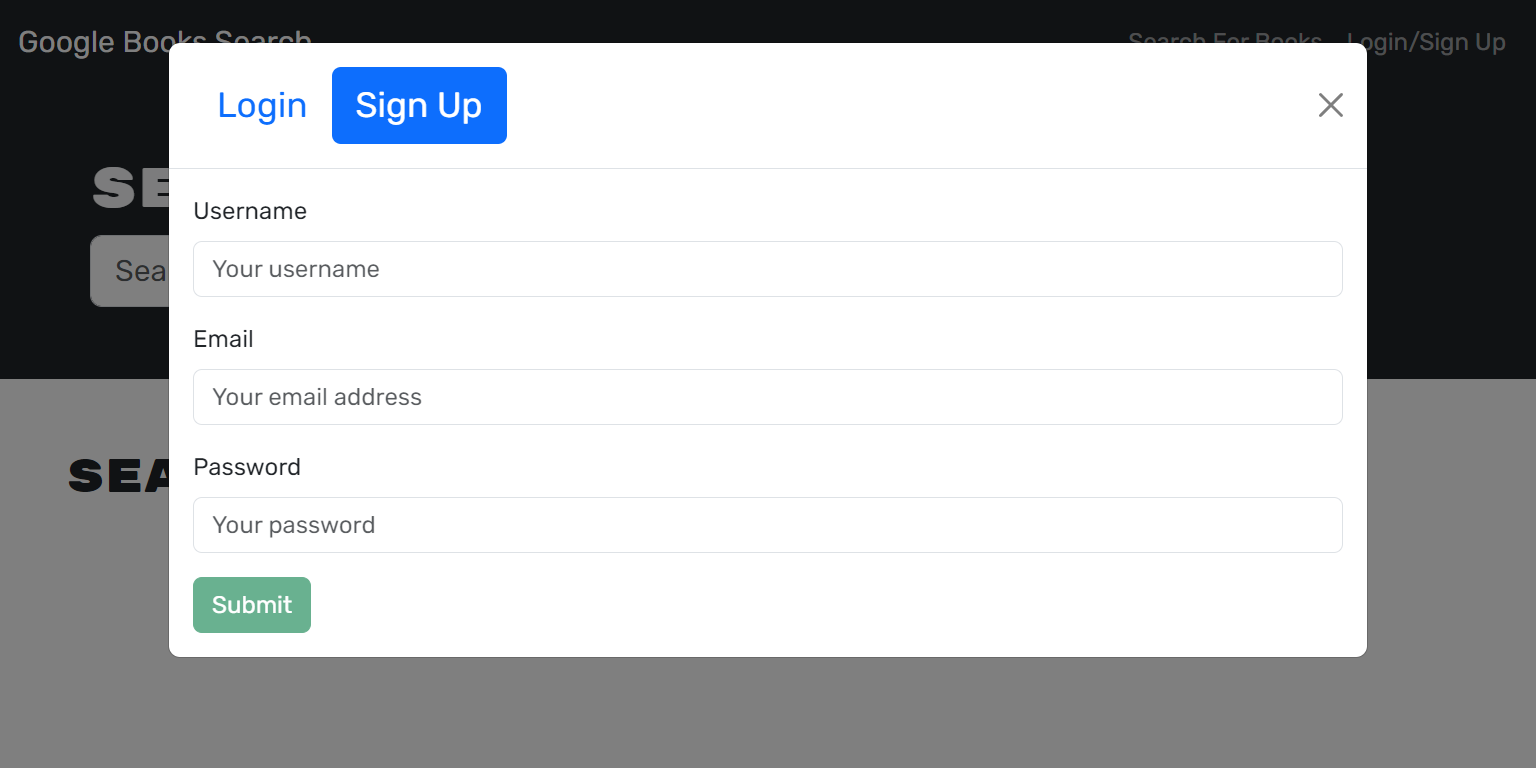 Google Books Search
Search For Books Login/Sign Up
Login Sign Up
SE
Sea
Username
Your username
Email
Your email address
SEA
Password
Your password
Submit